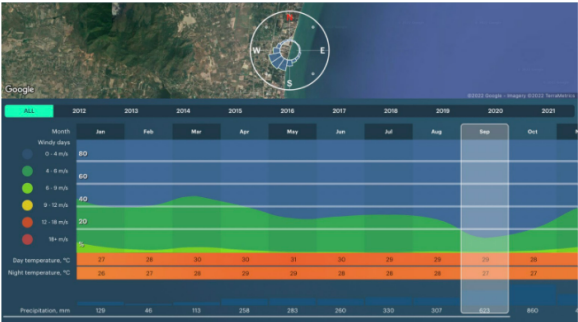 W
E
S
Google
©2022 Google - Imagery ©2022 TerraMetrics
ALL 2012 2013 2014 2015 2016 2017 2018 2019 2020 2021
Month Jan Feb Mar Apr May Jun Jul Aug Sep Oct
Windy days
0 - 4 m/s 80
4 - 6 m/s 60
6 - 9 m/s 40
9 - 12 m/s 20
12 - 18 m/s
18+ m/s
Day temperature, °C 27 28 30 30 31 30 29 29 29 28
Night temperature, °C 26 27 28 29 29 28 28 28 27 27
Precipitation, mm 129 46 113 258 283 260 330 307 623 860